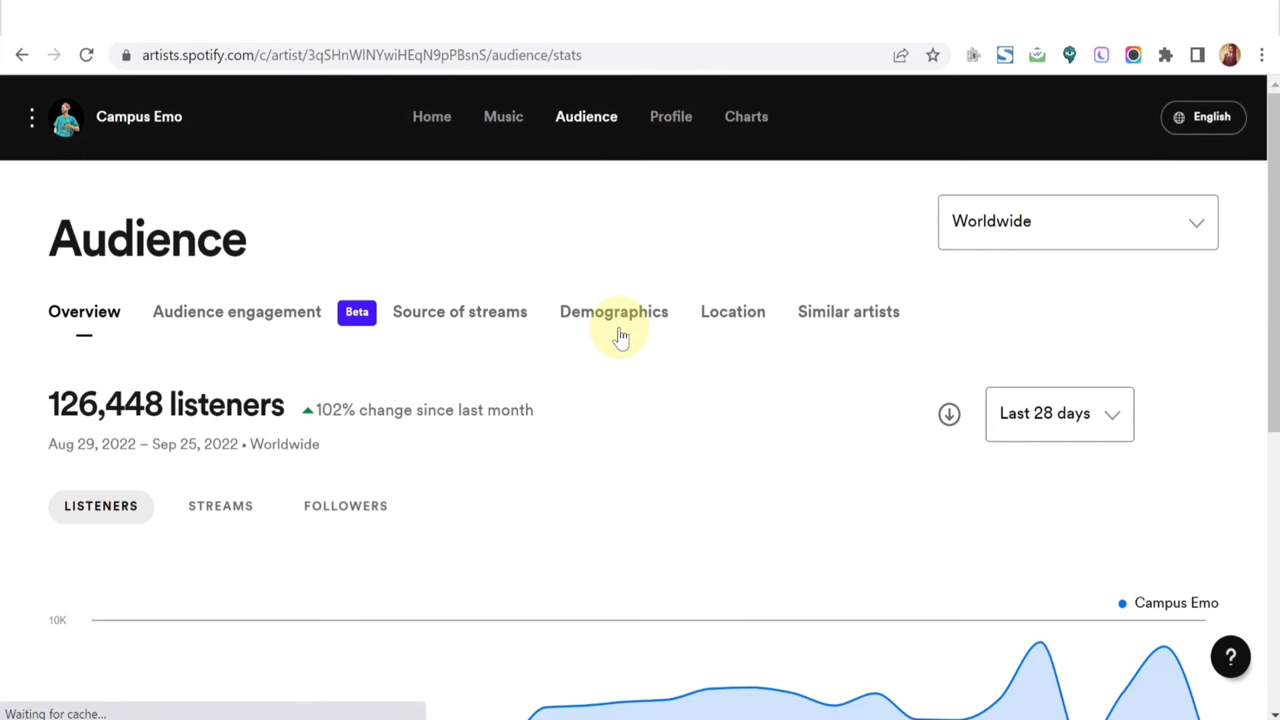 artists.spotify.com/c/artist/3qSHnWlNYwiHEqN9pPBsnS/audience/stats
Campus Emo
Home Music Audience Profile Charts
English
Audience
Worldwide
Overview Audience engagement Beta Source of streams Demographics Location Similar artists
126,448 listeners 102% change since last month
Last 28 days
Aug 29, 2022 – Sep 25, 2022 • Worldwide
LISTENERS STREAMS FOLLOWERS
Campus Emo
10K
?
Waiting for cache...